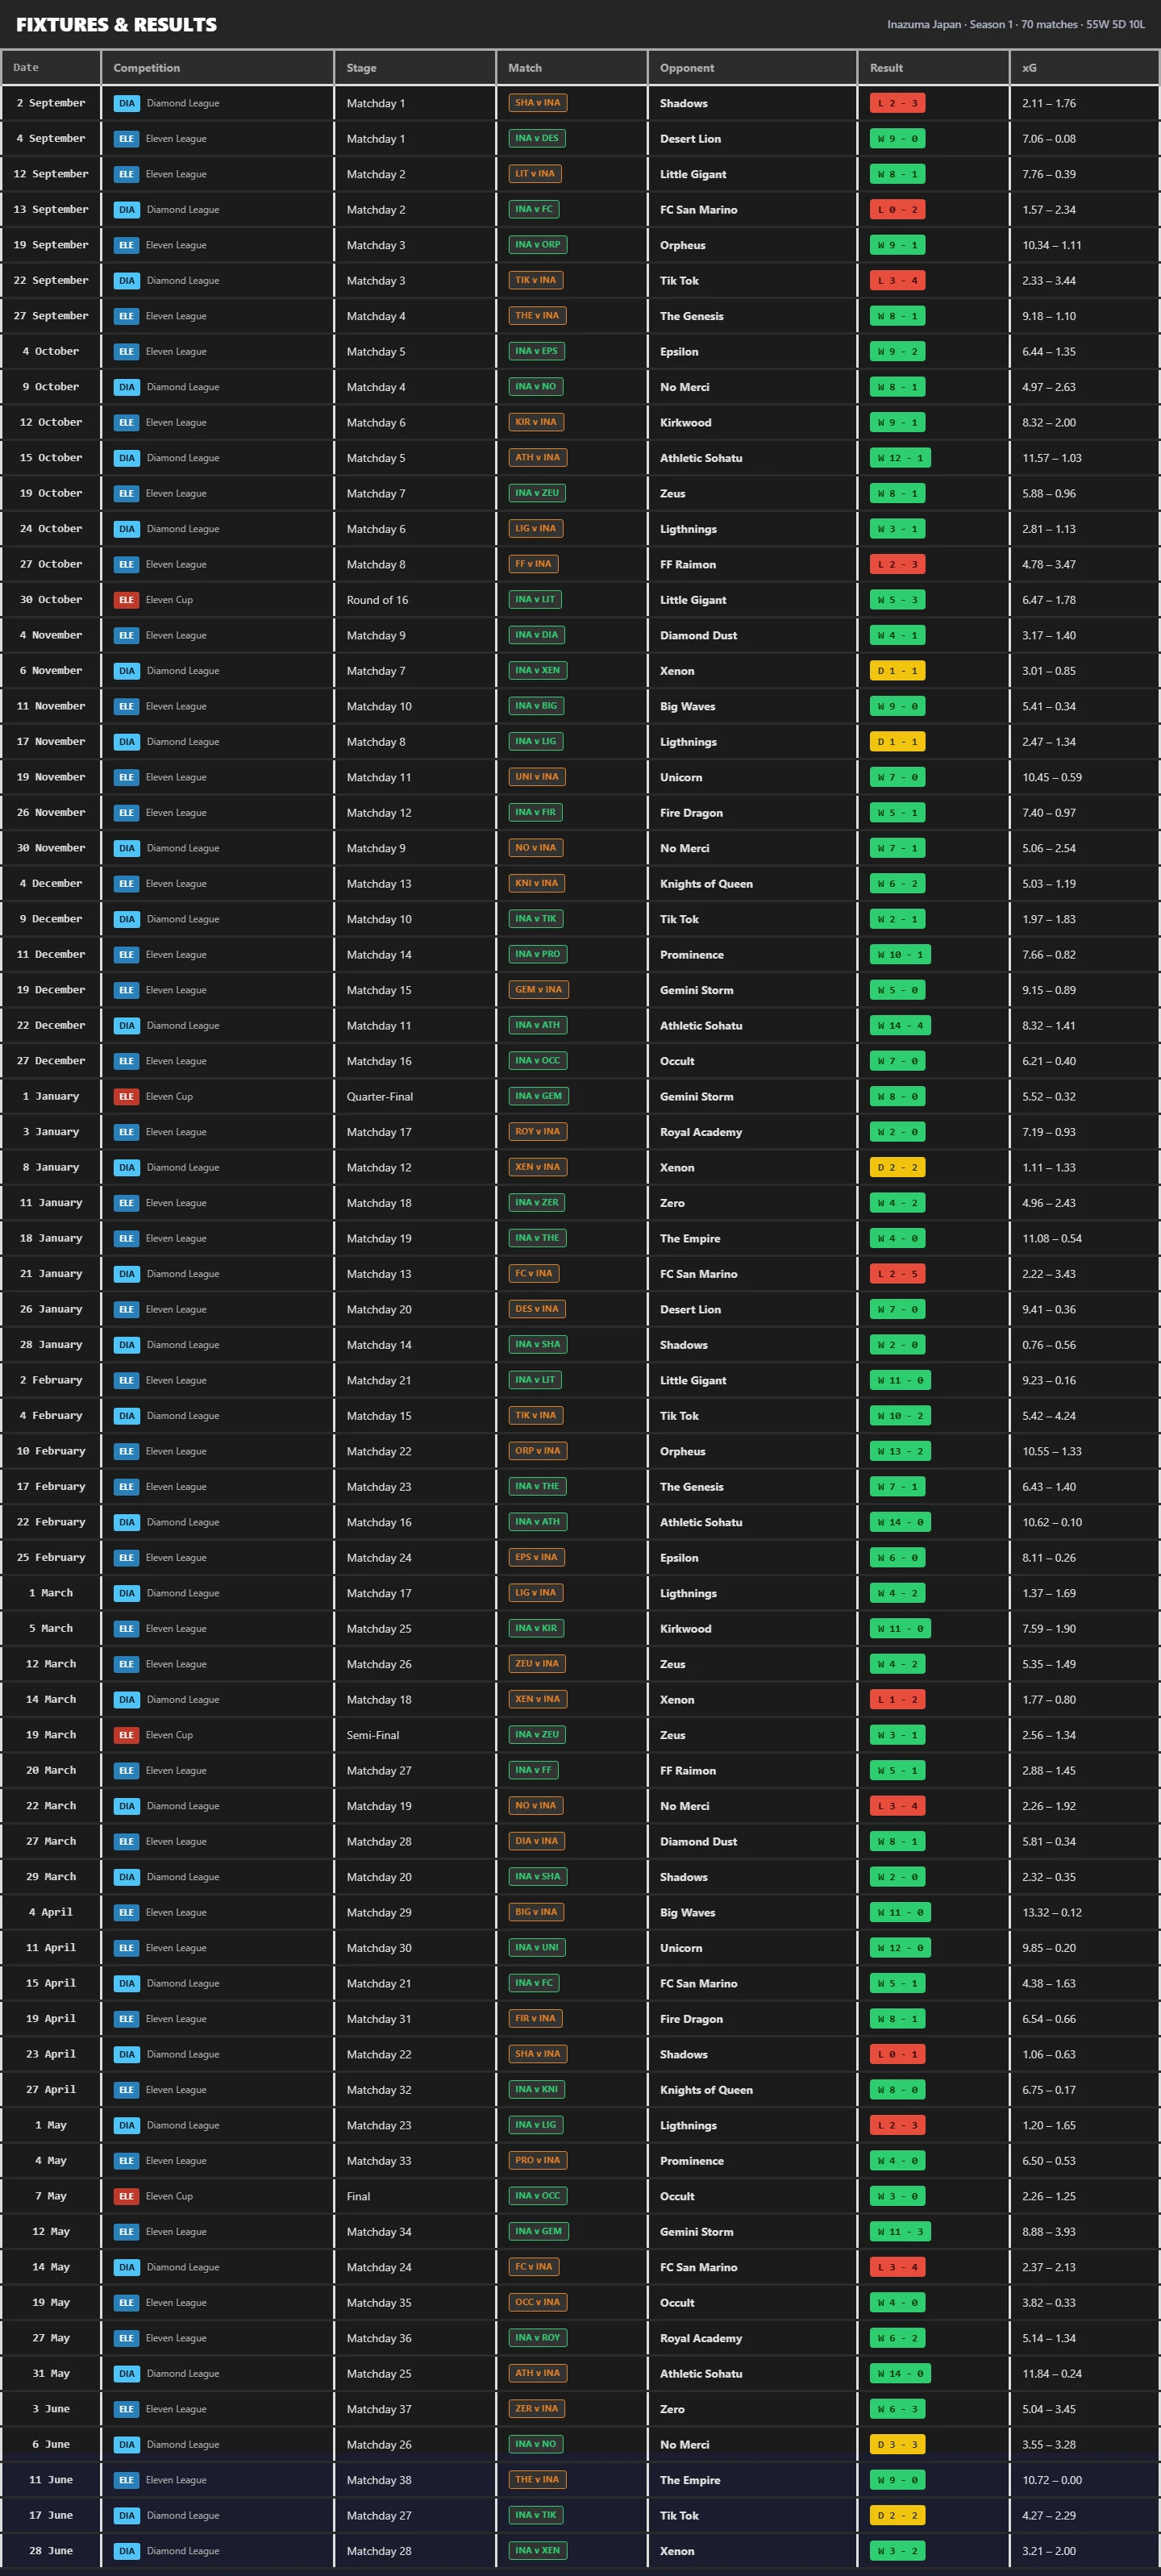 FIXTURES & RESULTS Inazuma Japan · Season 1 · 70 matches · 55W 5D 10L
Date Competition Stage Match Opponent Result xG
2 September DIA Diamond League Matchday 1 SHA v INA Shadows L 2 - 3 2.11 – 1.76
4 September ELE Eleven League Matchday 1 INA v DES Desert Lion W 9 - 0 7.06 – 0.08
12 September ELE Eleven League Matchday 2 LIT v INA Little Gigant W 8 - 1 7.76 – 0.39
13 September DIA Diamond League Matchday 2 INA v FC FC San Marino L 0 - 2 1.57 – 2.34
19 September ELE Eleven League Matchday 3 INA v ORP Orpheus W 9 - 1 10.34 – 1.11
22 September DIA Diamond League Matchday 3 TIK v INA Tik Tok L 3 - 4 2.33 – 3.44
27 September ELE Eleven League Matchday 4 THE v INA The Genesis W 8 - 1 9.18 – 1.10
4 October ELE Eleven League Matchday 5 INA v EPS Epsilon W 9 - 2 6.44 – 1.35
9 October DIA Diamond League Matchday 4 INA v NO No Merci W 8 - 1 4.97 – 2.63
12 October ELE Eleven League Matchday 6 KIR v INA Kirkwood W 9 - 1 8.32 – 2.00
15 October DIA Diamond League Matchday 5 ATH v INA Athletic Sohatu W 12 - 1 11.57 – 1.03
19 October ELE Eleven League Matchday 7 INA v ZEU Zeus W 8 - 1 5.88 – 0.96
24 October DIA Diamond League Matchday 6 LIG v INA Ligthnings W 3 - 1 2.81 – 1.13
27 October ELE Eleven League Matchday 8 FF v INA FF Raimon L 2 - 3 4.78 – 3.47
30 October ELE Eleven Cup Round of 16 INA v LIT Little Gigant W 5 - 3 6.47 – 1.78
4 November ELE Eleven League Matchday 9 INA v DIA Diamond Dust W 4 - 1 3.17 – 1.40
6 November DIA Diamond League Matchday 7 INA v XEN Xenon D 1 - 1 3.01 – 0.85
11 November ELE Eleven League Matchday 10 INA v BIG Big Waves W 9 - 0 5.41 – 0.34
17 November DIA Diamond League Matchday 8 INA v LIG Ligthnings D 1 - 1 2.47 – 1.34
19 November ELE Eleven League Matchday 11 UNI v INA Unicorn W 7 - 0 10.45 – 0.59
26 November ELE Eleven League Matchday 12 INA v FIR Fire Dragon W 5 - 1 7.40 – 0.97
30 November DIA Diamond League Matchday 9 NO v INA No Merci W 7 - 1 5.06 – 2.54
4 December ELE Eleven League Matchday 13 KNI v INA Knights of Queen W 6 - 2 5.03 – 1.19
9 December DIA Diamond League Matchday 10 INA v TIK Tik Tok W 2 - 1 1.97 – 1.83
11 December ELE Eleven League Matchday 14 INA v PRO Prominence W 10 - 1 7.66 – 0.82
19 December ELE Eleven League Matchday 15 GEM v INA Gemini Storm W 5 - 0 9.15 – 0.89
22 December DIA Diamond League Matchday 11 INA v ATH Athletic Sohatu W 14 - 4 8.32 – 1.41
27 December ELE Eleven League Matchday 16 INA v OCC Occult W 7 - 0 6.21 – 0.40
1 January ELE Eleven Cup Quarter-Final INA v GEM Gemini Storm W 8 - 0 5.52 – 0.32
3 January ELE Eleven League Matchday 17 ROY v INA Royal Academy W 2 - 0 7.19 – 0.93
8 January DIA Diamond League Matchday 12 XEN v INA Xenon D 2 - 2 1.11 – 1.33
11 January ELE Eleven League Matchday 18 INA v ZER Zero W 4 - 2 4.96 – 2.43
18 January ELE Eleven League Matchday 19 INA v THE The Empire W 4 - 0 11.08 – 0.54
21 January DIA Diamond League Matchday 13 FC v INA FC San Marino L 2 - 5 2.22 – 3.43
26 January ELE Eleven League Matchday 20 DES v INA Desert Lion W 7 - 0 9.41 – 0.36
28 January DIA Diamond League Matchday 14 INA v SHA Shadows W 2 - 0 0.76 – 0.56
2 February ELE Eleven League Matchday 21 INA v LIT Little Gigant W 11 - 0 9.23 – 0.16
4 February DIA Diamond League Matchday 15 TIK v INA Tik Tok W 10 - 2 5.42 – 4.24
10 February ELE Eleven League Matchday 22 ORP v INA Orpheus W 13 - 2 10.55 – 1.33
17 February ELE Eleven League Matchday 23 INA v THE The Genesis W 7 - 1 6.43 – 1.40
22 February DIA Diamond League Matchday 16 INA v ATH Athletic Sohatu W 14 - 0 10.62 – 0.10
25 February ELE Eleven League Matchday 24 EPS v INA Epsilon W 6 - 0 8.11 – 0.26
1 March DIA Diamond League Matchday 17 LIG v INA Ligthnings W 4 - 2 1.37 – 1.69
5 March ELE Eleven League Matchday 25 INA v KIR Kirkwood W 11 - 0 7.59 – 1.90
12 March ELE Eleven League Matchday 26 ZEU v INA Zeus W 4 - 2 5.35 – 1.49
14 March DIA Diamond League Matchday 18 XEN v INA Xenon L 1 - 2 1.77 – 0.80
19 March ELE Eleven Cup Semi-Final INA v ZEU Zeus W 3 - 1 2.56 – 1.34
20 March ELE Eleven League Matchday 27 INA v FF FF Raimon W 5 - 1 2.88 – 1.45
22 March DIA Diamond League Matchday 19 NO v INA No Merci L 3 - 4 2.26 – 1.92
27 March ELE Eleven League Matchday 28 DIA v INA Diamond Dust W 8 - 1 5.81 – 0.34
29 March DIA Diamond League Matchday 20 INA v SHA Shadows W 2 - 0 2.32 – 0.35
4 April ELE Eleven League Matchday 29 BIG v INA Big Waves W 11 - 0 13.32 – 0.12
11 April ELE Eleven League Matchday 30 INA v UNI Unicorn W 12 - 0 9.85 – 0.20
15 April DIA Diamond League Matchday 21 INA v FC FC San Marino W 5 - 1 4.38 – 1.63
19 April ELE Eleven League Matchday 31 FIR v INA Fire Dragon W 8 - 1 6.54 – 0.66
23 April DIA Diamond League Matchday 22 SHA v INA Shadows L 0 - 1 1.06 – 0.63
27 April ELE Eleven League Matchday 32 INA v KNI Knights of Queen W 8 - 0 6.75 – 0.17
1 May DIA Diamond League Matchday 23 INA v LIG Ligthnings L 2 - 3 1.20 – 1.65
4 May ELE Eleven League Matchday 33 PRO v INA Prominence W 4 - 0 6.50 – 0.53
7 May ELE Eleven Cup Final INA v OCC Occult W 3 - 0 2.26 – 1.25
12 May ELE Eleven League Matchday 34 INA v GEM Gemini Storm W 11 - 3 8.88 – 3.93
14 May DIA Diamond League Matchday 24 FC v INA FC San Marino L 3 - 4 2.37 – 2.13
19 May ELE Eleven League Matchday 35 OCC v INA Occult W 4 - 0 3.82 – 0.33
27 May ELE Eleven League Matchday 36 INA v ROY Royal Academy W 6 - 2 5.14 – 1.34
31 May DIA Diamond League Matchday 25 ATH v INA Athletic Sohatu W 14 - 0 11.84 – 0.24
3 June ELE Eleven League Matchday 37 ZER v INA Zero W 6 - 3 5.04 – 3.45
6 June DIA Diamond League Matchday 26 INA v NO No Merci D 3 - 3 3.55 – 3.28
11 June ELE Eleven League Matchday 38 THE v INA The Empire W 9 - 0 10.72 – 0.00
17 June DIA Diamond League Matchday 27 INA v TIK Tik Tok D 2 - 2 4.27 – 2.29
28 June DIA Diamond League Matchday 28 INA v XEN Xenon W 3 - 2 3.21 – 2.00